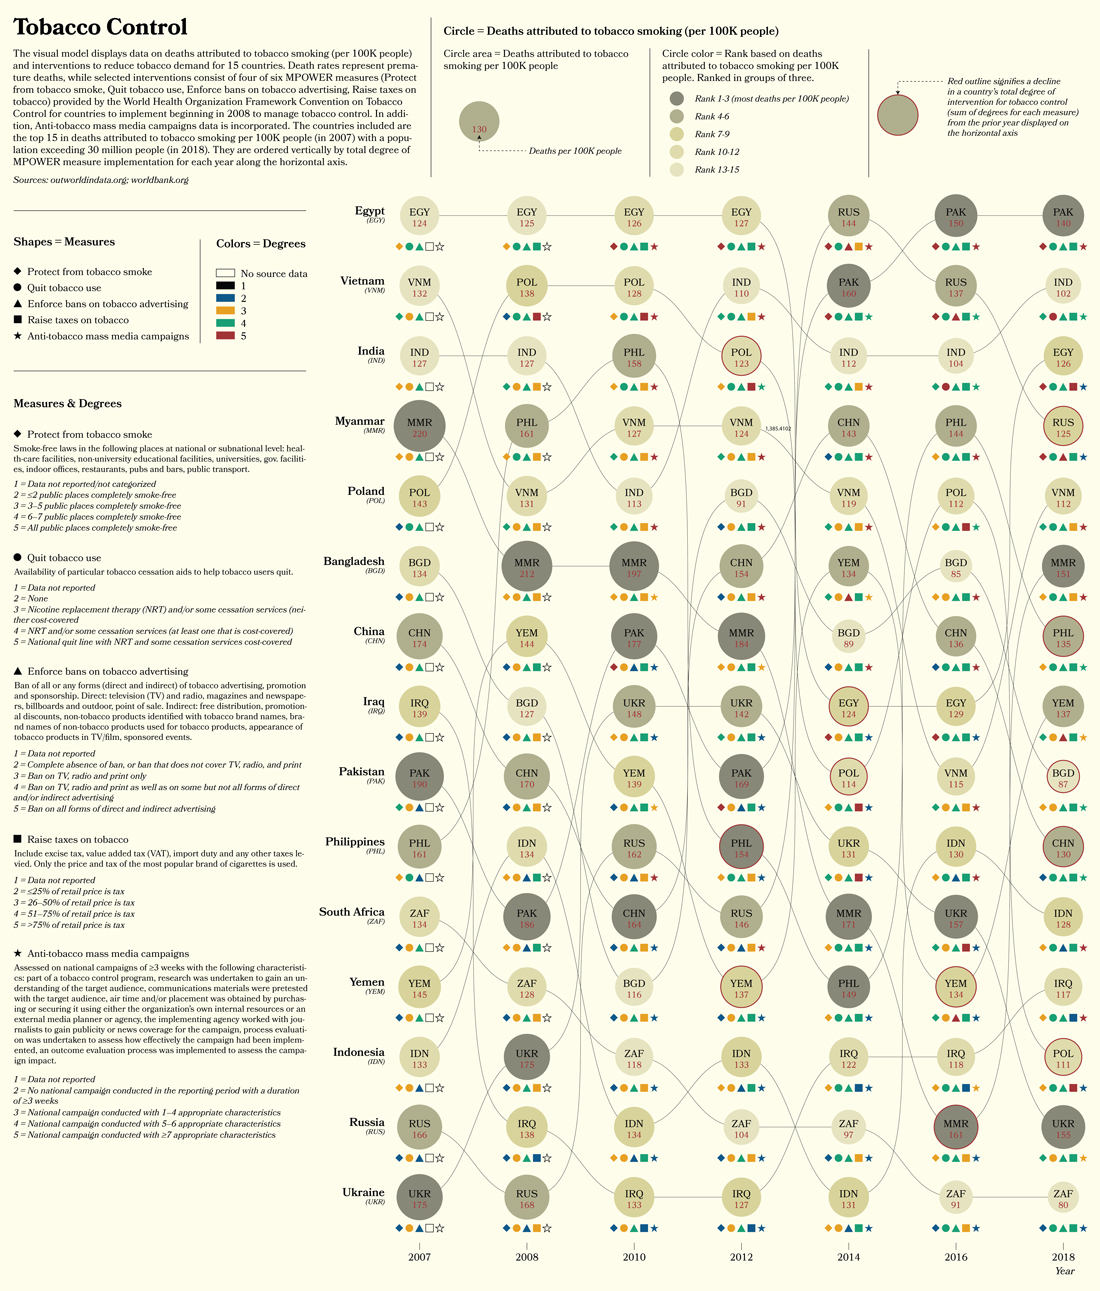 Tobacco Control
The visual model displays data on deaths attributed to tobacco smoking (per 100K people)
and interventions to reduce tobacco demand for 15 countries. Death rates represent prema-
ture deaths, while selected interventions consist of four of six MPOWER measures (Protect
from tobacco smoke, Quit tobacco use, Enforce bans on tobacco advertising, Raise taxes on
tobacco) provided by the World Health Organization Framework Convention on Tobacco
Control for countries to implement beginning in 2008 to manage tobacco control. In addi-
tion, Anti-tobacco mass media campaigns data is incorporated. The countries included are
the top 15 in deaths attributed to tobacco smoking per 100K people (in 2007) with a popu-
lation exceeding 30 million people (in 2018). They are ordered vertically by total degree of
MPOWER measure implementation for each year along the horizontal axis.
Sources: outworldindata.org; worldbank.org
Circle = Deaths attributed to tobacco smoking (per 100K people)
Circle area = Deaths attributed to tobacco
smoking per 100K people
130
Deaths per 100K people
Circle color = Rank based on deaths
attributed to tobacco smoking per 100K
people. Ranked in groups of three.
Rank 1-3 (most deaths per 100K people)
Rank 4-6
Rank 7-9
Rank 10-12
Rank 13-15
Red outline signifies a decline
in a country's total degree of
intervention for tobacco control
(sum of degrees for each measure)
from the prior year displayed on
the horizontal axis
Shapes = Measures
Protect from tobacco smoke
Quit tobacco use
Enforce bans on tobacco advertising
Raise taxes on tobacco
Anti-tobacco mass media campaigns
Colors = Degrees
No source data
1
2
3
4
5
Measures & Degrees
Protect from tobacco smoke
Smoke-free laws in the following places at national or subnational level: heal-
th-care facilities, non-university educational facilities, universities, gov. faciliti-
es, indoor offices, restaurants, pubs and bars, public transport.
1 = Data not reported/not categorized
2 = ≤2 public places completely smoke-free
3 = 3–5 public places completely smoke-free
4 = 6–7 public places completely smoke-free
5 = All public places completely smoke-free
Quit tobacco use
Availability of particular tobacco cessation aids to help tobacco users quit.
1 = Data not reported
2 = None
3 = Nicotine replacement therapy (NRT) and/or some cessation services (nei-
ther cost-covered
4 = NRT and/or some cessation services (at least one that is cost-covered)
5 = National quit line with NRT and some cessation services cost-covered
Enforce bans on tobacco advertising
Ban of all or any forms (direct and indirect) of tobacco advertising, promotion
and sponsorship. Direct: television (TV) and radio, magazines and newspape-
rs, billboards and outdoor, point of sale. Indirect: free distribution, promotion-
al discounts, non-tobacco products identified with tobacco brand names, bra-
nd names of non-tobacco products used for tobacco products, appearance of
tobacco products in TV/film, sponsored events.
1 = Data not reported
2 = Complete absence of ban, or ban that does not cover TV, radio, and print
3 = Ban on TV, radio and print only
4 = Ban on TV, radio and print as well as on some but not all forms of direct
and/or indirect advertising
5 = Ban on all forms of direct and indirect advertising
Raise taxes on tobacco
Include excise tax, value added tax (VAT), import duty and any other taxes le-
vied. Only the price and tax of the most popular brand of cigarettes is used.
1 = Data not reported
2 = ≤25% of retail price is tax
3 = 26–50% of retail price is tax
4 = 51–75% of retail price is tax
5 = >75% of retail price is tax
Anti-tobacco mass media campaigns
Assessed on national campaigns of ≥3 weeks with the following characteristi-
cs: part of a tobacco control program, research was undertaken to gain an un-
derstanding of the target audience, communications materials were pretested
with the target audience, air time and/or placement was obtained by purchas-
ing or securing it using either the organization's own internal resources or an
external media planner or agency, the implementing agency worked with jou-
rnalists to gain publicity or news coverage for the campaign, process evaluati-
on was undertaken to assess how effectively the campaign had been implem-
ented, an outcome evaluation process was implemented to assess the campa-
ign impact.
1 = Data not reported
2 = No national campaign conducted in the reporting period with a duration
of ≥3 weeks
3 = National campaign conducted with 1–4 appropriate characteristics
4 = National campaign conducted with 5–6 appropriate characteristics
5 = National campaign conducted with ≥7 appropriate characteristics
Egypt EGY EGY EGY EGY RUS PAK PAK
(EGY) 124 125 126 127 144 150 140
Vietnam VNM POL POL IND PAK RUS IND
(VNM) 132 138 128 110 160 137 102
India IND IND PHL POL IND IND EGY
(IND) 127 127 158 123 112 104 126
Myanmar MMR PHL VNM VNM CHN PHL RUS
(MMR) 220 161 127 124 1,385.4102 143 144 125
Poland POL VNM IND BGD VNM POL VNM
(POL) 143 131 113 91 119 112 112
Bangladesh BGD MMR MMR CHN YEM BGD MMR
(BGD) 134 212 197 154 134 85 151
China CHN YEM PAK MMR BGD CHN PHL
(CHN) 174 144 177 184 89 136 135
Iraq IRQ BGD UKR UKR EGY EGY YEM
(IRQ) 139 127 148 142 124 129 137
Pakistan PAK CHN YEM PAK POL VNM BGD
(PAK) 190 170 139 169 114 115 87
Philippines PHL IDN RUS PHL UKR IDN CHN
(PHL) 161 134 162 154 131 130 130
South Africa ZAF PAK CHN RUS MMR UKR IDN
(ZAF) 134 186 164 146 171 157 128
Yemen YEM ZAF BGD YEM PHL YEM IRQ
(YEM) 145 128 116 137 149 134 117
Indonesia IDN UKR ZAF IDN IRQ IRQ POL
(IDN) 133 175 118 133 122 118 111
Russia RUS IRQ IDN ZAF ZAF MMR UKR
(RUS) 166 138 134 104 97 161 155
Ukraine UKR RUS IRQ IRQ IDN ZAF ZAF
(UKR) 175 168 133 127 131 91 80
2007 2008 2010 2012 2014 2016 2018
Year